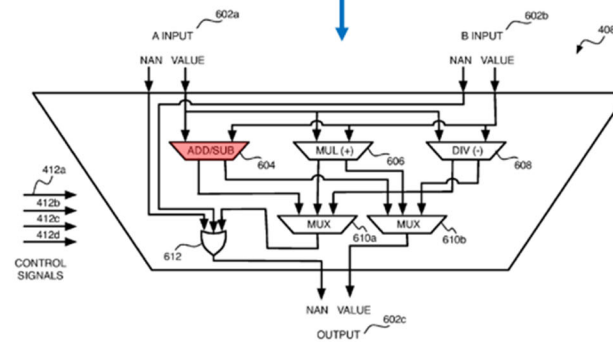 602a
602b
A INPUT
B INPUT
408
NAN VALUE
NAN VALUE
ADD/SUB
604
MUL (+)
606
DIV (-)
608
412a
412b
412c
412d
CONTROL
SIGNALS
612
MUX
610a
MUX
610b
NAN VALUE
OUTPUT
602c